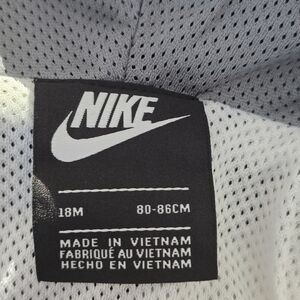 NIKE
18M 80-86CM
MADE IN VIETNAM
FABRIQUÉ AU VIETNAM
HECHO EN VIETNAM